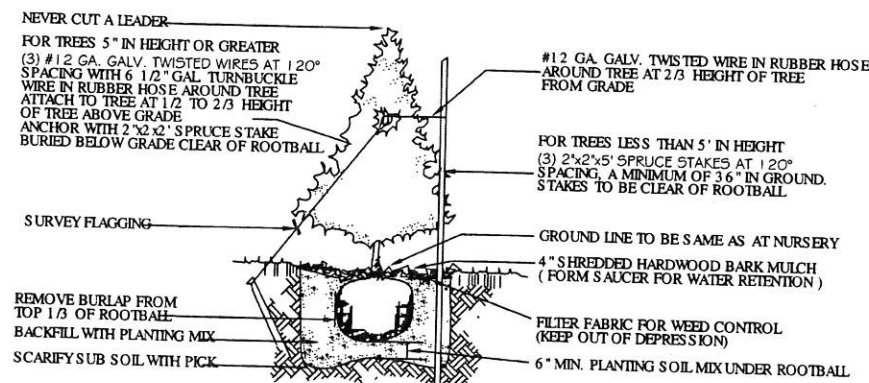 NEVER CUT A LEADER
FOR TREES 5" IN HEIGHT OR GREATER
(3) #12 GA. GALV. TWISTED WIRES AT 120°
SPACING WITH 6 1/2" GAL TURNBUCKLE
WIRE IN RUBBER HOSE AROUND TREE
ATTACH TO TREE AT 1/2 TO 2/3 HEIGHT
OF TREE ABOVE GRADE
ANCHOR WITH 2"x2x2' SPRUCE STAKE
BURIED BELOW GRADE CLEAR OF ROOTBALL
SURVEY FLAGGING
REMOVE BURLAP FROM
TOP 1/3 OF ROOTBALL
BACKFILL WITH PLANTING MIX
SCARIFY SUB SOIL WITH PICK
#12 GA. GALV. TWISTED WIRE IN RUBBER HOSE
AROUND TREE AT 2/3 HEIGHT OF TREE
FROM GRADE
FOR TREES LESS THAN 5' IN HEIGHT
(3) 2"x2"x5' SPRUCE STAKES AT 120°
SPACING, A MINIMUM OF 36" IN GROUND.
STAKES TO BE CLEAR OF ROOTBALL
GROUND LINE TO BE SAME AS AT NURSERY
4" SHREDDED HARDWOOD BARK MULCH
( FORM SAUCER FOR WATER RETENTION )
FILTER FABRIC FOR WEED CONTROL
(KEEP OUT OF DEPRESSION)
6" MIN. PLANTING SOIL MIX UNDER ROOTBALL